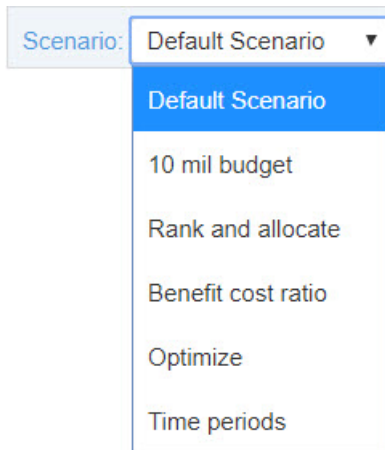 Scenario: Default Scenario
Default Scenario
10 mil budget
Rank and allocate
Benefit cost ratio
Optimize
Time periods